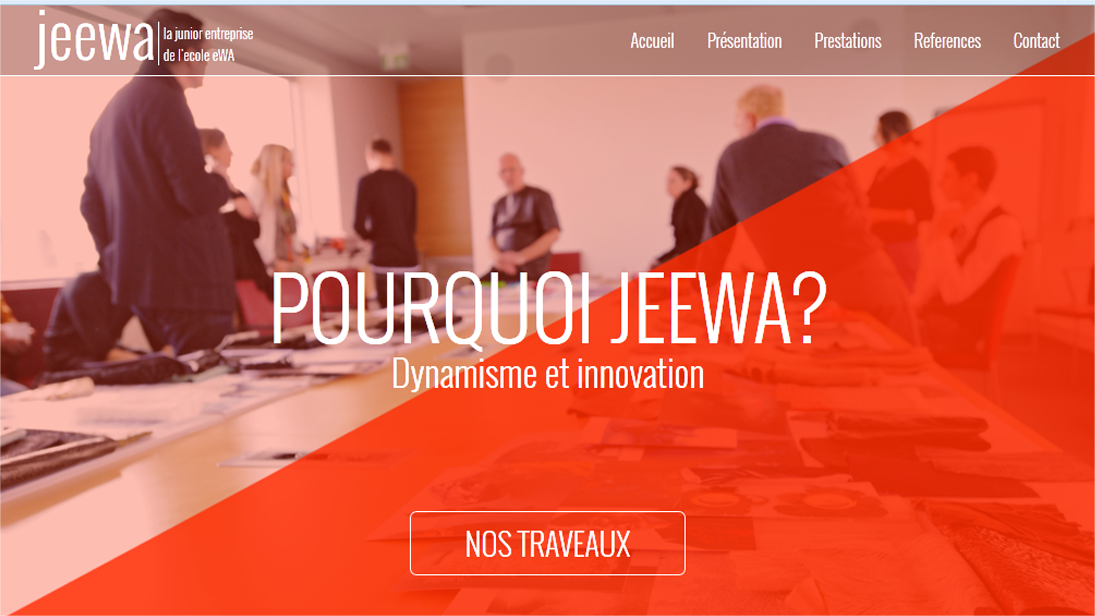 jeewa
la junior entreprise
de l'ecole eWA
Accueil Présentation Prestations References Contact
POURQUOI JEEWA?
Dynamisme et innovation
NOS TRAVEAUX